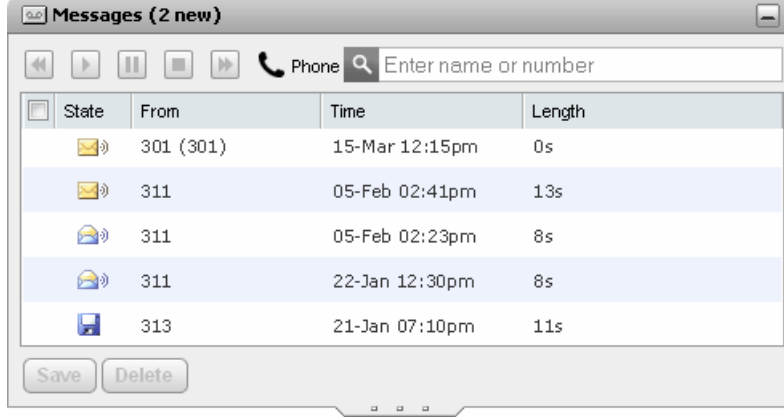 Messages (2 new)
Phone Enter name or number
State From Time Length
301 (301) 15-Mar 12:15pm 0s
311 05-Feb 02:41pm 13s
311 05-Feb 02:23pm 8s
311 22-Jan 12:30pm 8s
313 21-Jan 07:10pm 11s
Save Delete